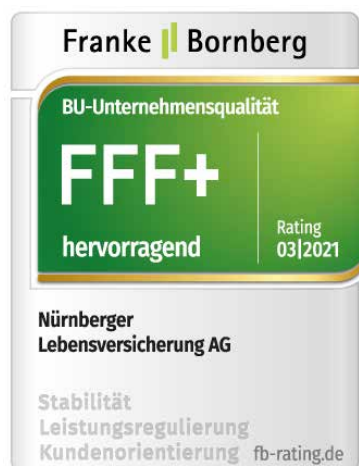 Franke Bornberg
BU-Unternehmensqualität
FFF+
hervorragend
Rating
03|2021
Nürnberger
Lebensversicherung AG
Stabilität
Leistungsregulierung
Kundenorientierung fb-rating.de